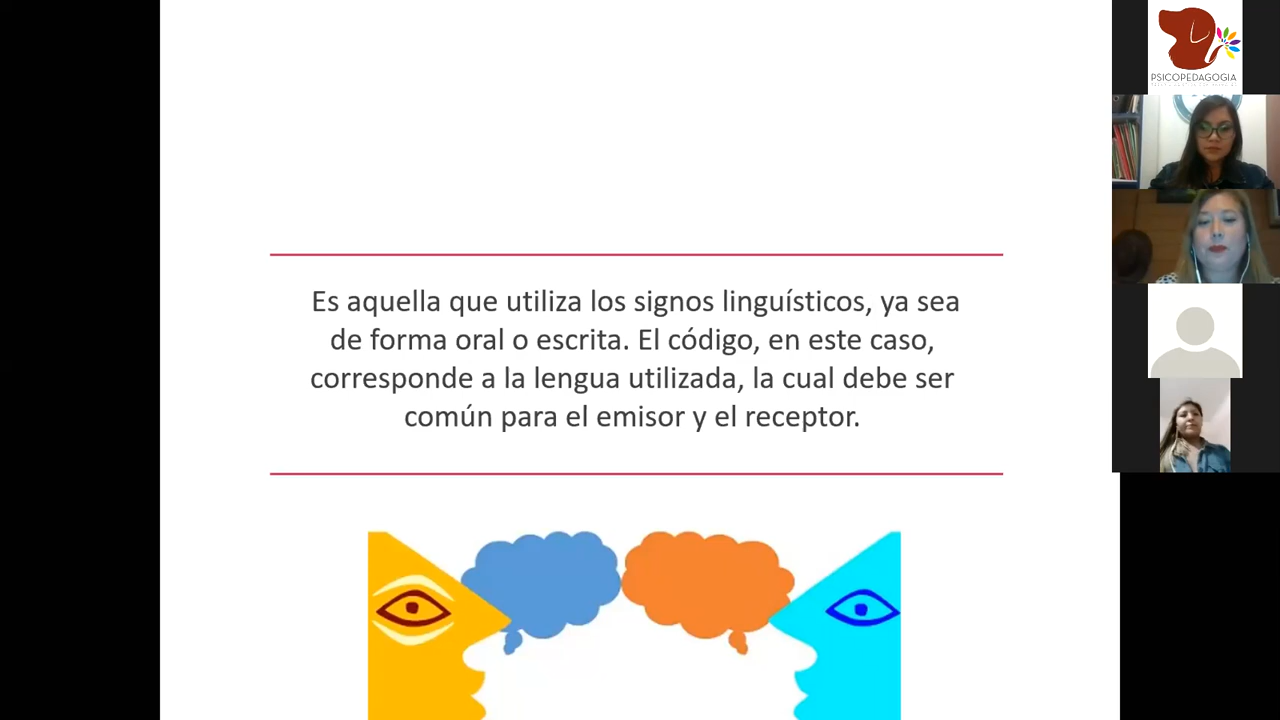 Es aquella que utiliza los signos lingüísticos, ya sea
de forma oral o escrita. El código, en este caso,
corresponde a la lengua utilizada, la cual debe ser
común para el emisor y el receptor.
PSICOPEDAGOGIA